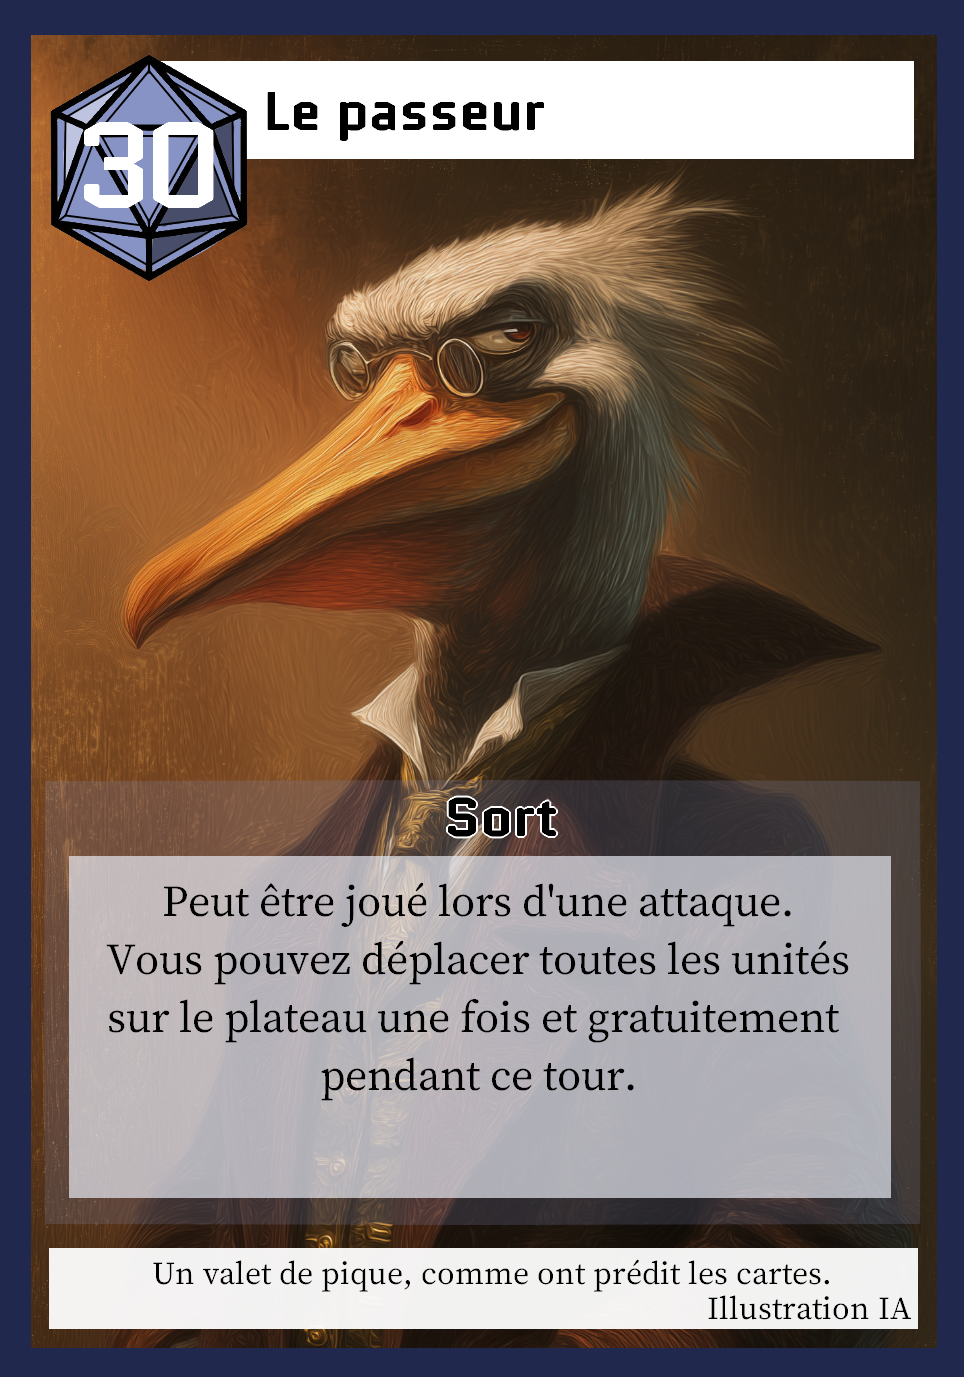 30
Le passeur
Sort
Peut être joué lors d'une attaque.
Vous pouvez déplacer toutes les unités
sur le plateau une fois et gratuitement
pendant ce tour.
Un valet de pique, comme ont prédit les cartes.
Illustration IA